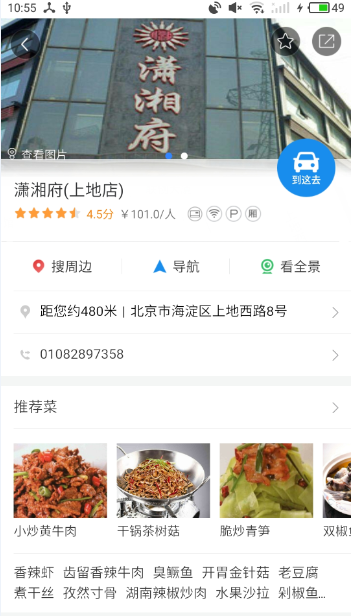 10:55
49
潇湘府
查看图片
到这去
潇湘府(上地店)
4.5分 ￥101.0/人 P 厢
搜周边 导航 看全景
距您约480米 | 北京市海淀区上地西路8号
01082897358
推荐菜
小炒黄牛肉 干锅茶树菇 脆炒青笋 双椒
香辣虾 齿留香辣牛肉 臭鳜鱼 开胃金针菇 老豆腐
煮干丝 孜然寸骨 湖南辣椒炒肉 水果沙拉 剁椒鱼...